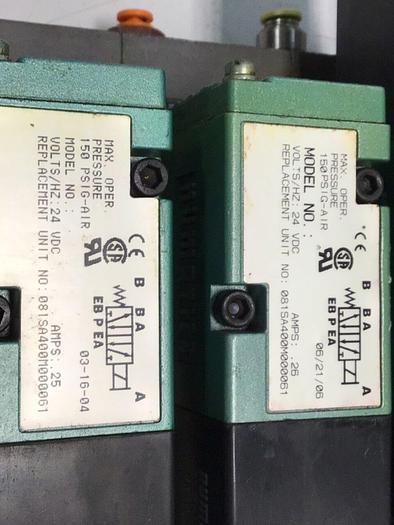 MAX. OPER.
PRESSURE
150 PSIG-AIR
MODEL NO.:
VOLTS/HZ: 24 VDC AMPS: .25
REPLACEMENT UNIT NO: 081SA400M000061
CE
SA
B BA A
EB P EA
03-16-04
MAX. OPER.
PRESSURE
150 PSIG-AIR
MODEL NO.:
VOLTS/HZ: 24 VDC AMPS: .26
REPLACEMENT UNIT NO: 081SA400M000061
CE
SA
B BA A
EB P EA
06/21/06